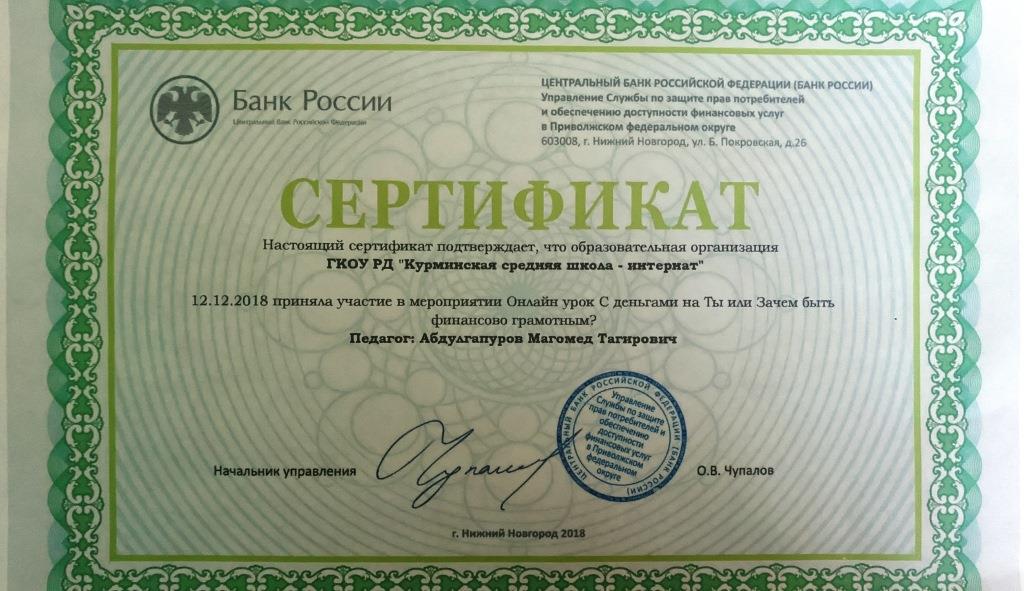 Банк России
Центральный Банк Российской Федерации
ЦЕНТРАЛЬНЫЙ БАНК РОССИЙСКОЙ ФЕДЕРАЦИИ (БАНК РОССИИ)
Управление Службы по защите прав потребителей
и обеспечению доступности финансовых услуг
в Приволжском федеральном округе
603008, г. Нижний Новгород, ул. Б. Покровская, д.26
СЕРТИФИКАТ
Настоящий сертификат подтверждает, что образовательная организация
ГКОУ РД "Курминская средняя школа - интернат"
12.12.2018 приняла участие в мероприятии Онлайн урок С деньгами на Ты или Зачем быть
финансово грамотным?
Педагог: Абдулгапуров Магомед Тагирович
ЦЕНТРАЛЬНЫЙ БАНК РОССИЙСКОЙ ФЕДЕРАЦИИ (БАНК РОССИИ)
Управление
Службы по защите
прав потребителей и
обеспечению
доступности
финансовых услуг
в Приволжском
федеральном
округе
Начальник управления
О.В. Чупалов
г. Нижний Новгород 2018